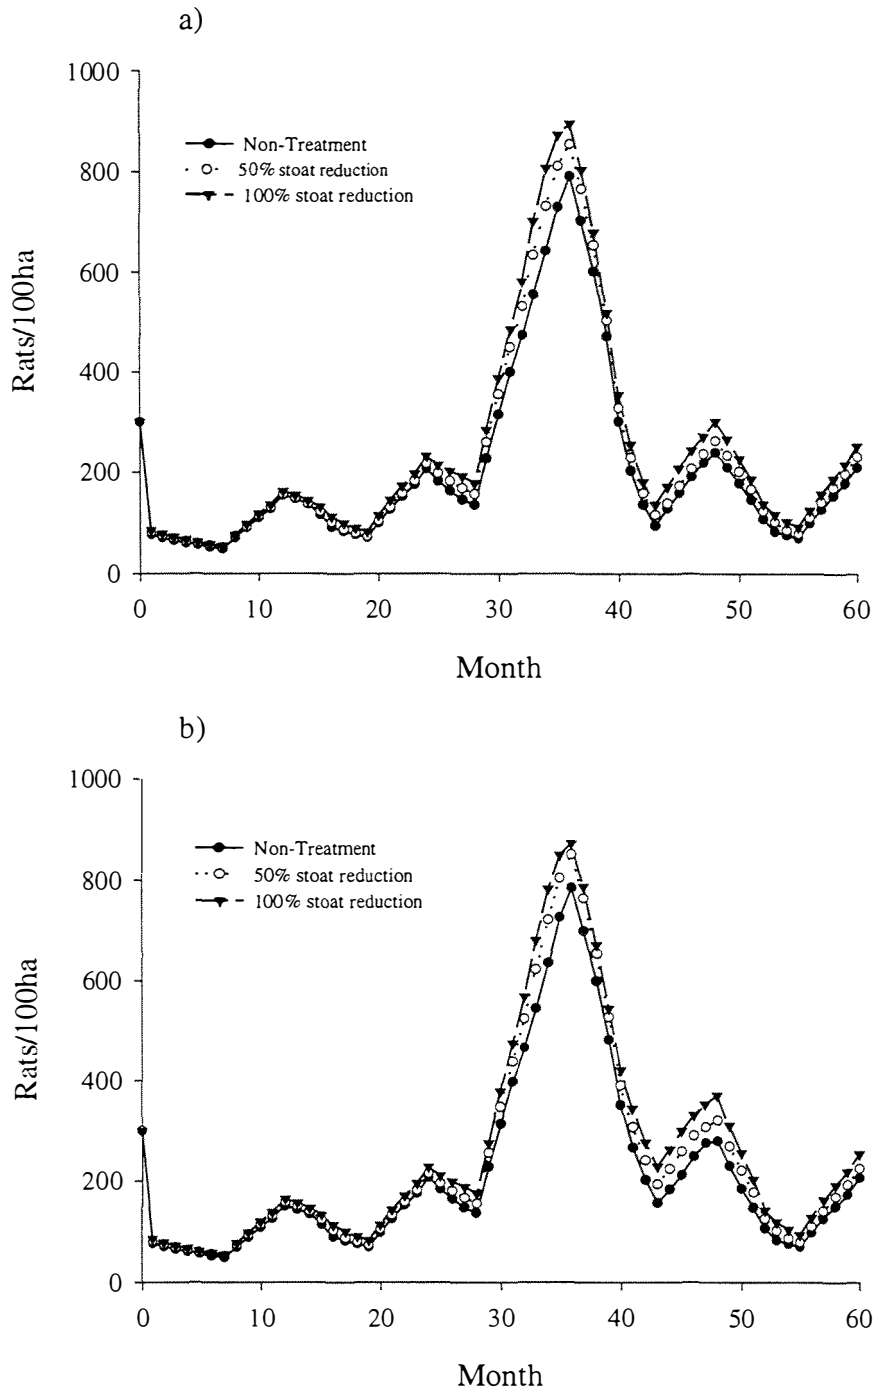 a)
1000
800
600
400
200
0
Rats/100ha
Non-Treatment
50% stoat reduction
100% stoat reduction
0 10 20 30 40 50 60
Month
b)
1000
800
600
400
200
0
Rats/100ha
Non-Treatment
50% stoat reduction
100% stoat reduction
0 10 20 30 40 50 60
Month